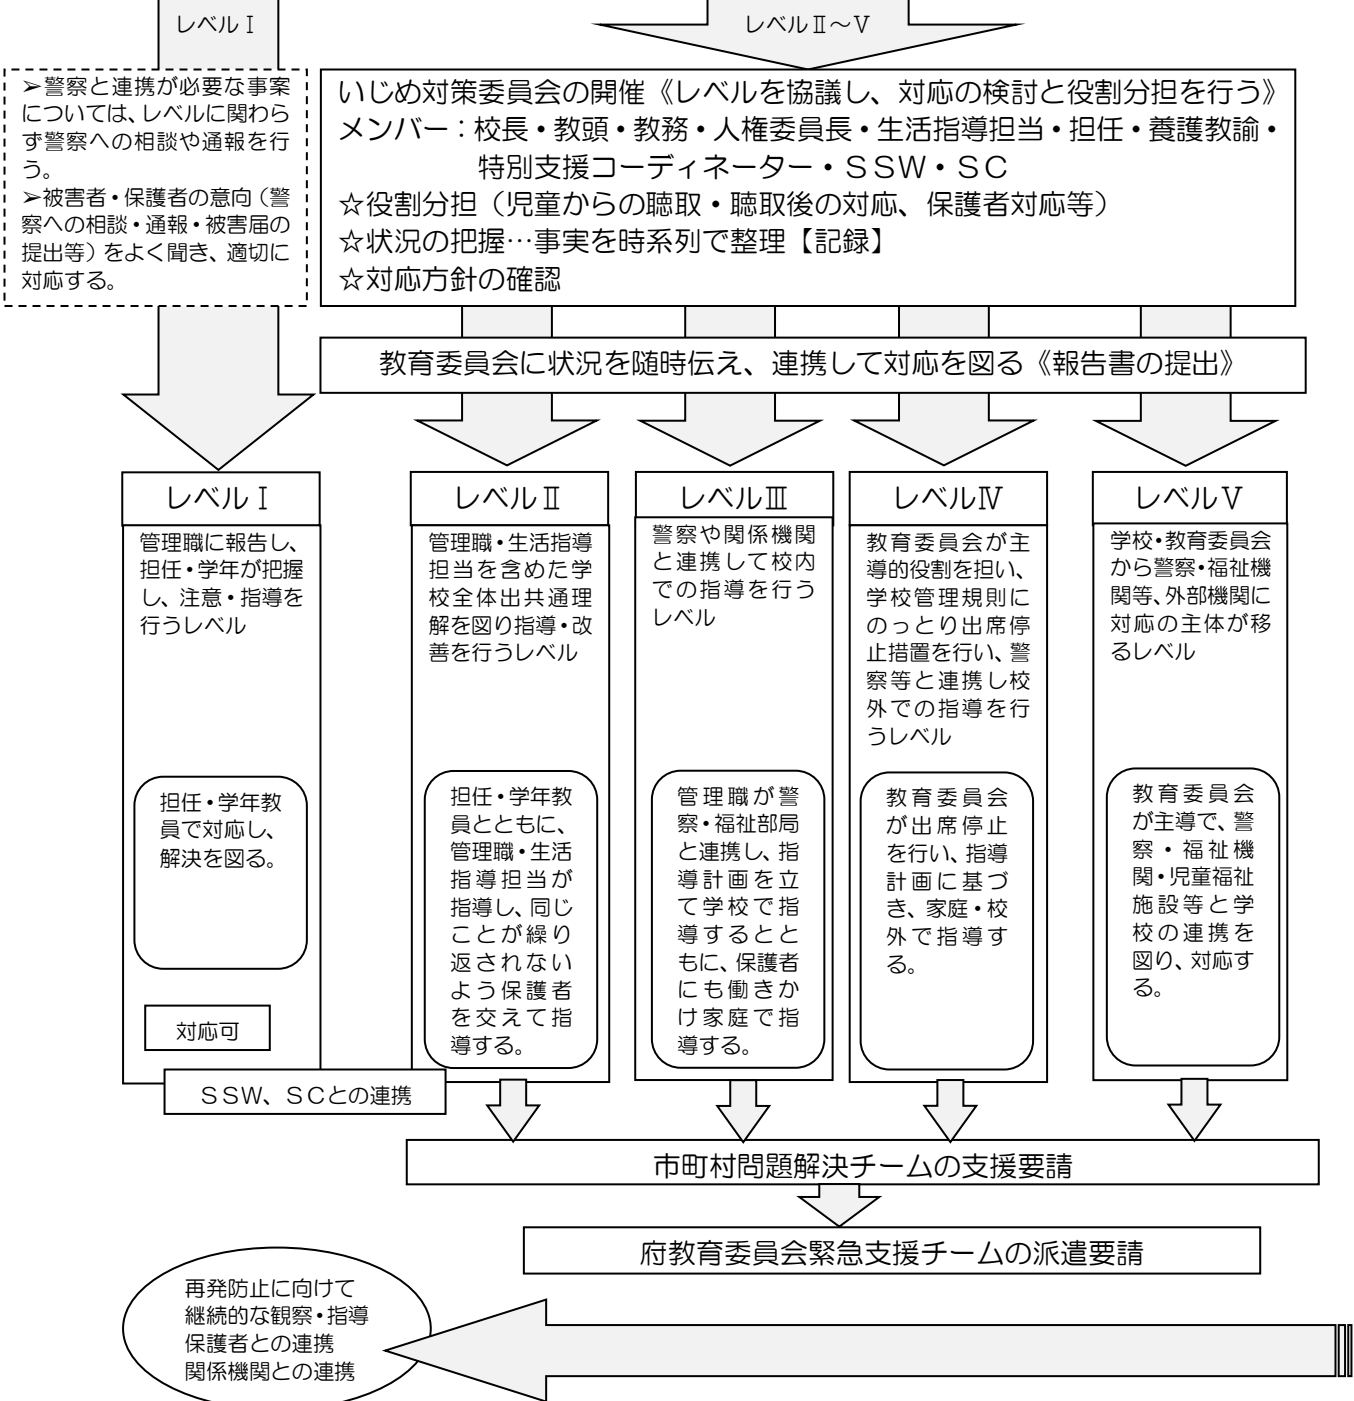 レベルⅠ
レベルⅡ～Ⅴ
➢警察と連携が必要な事案
については、レベルに関わら
ず警察への相談や通報を行
う。
➢被害者・保護者の意向（警
察への相談・通報・被害届の
提出等）をよく聞き、適切に
対応する。
いじめ対策委員会の開催《レベルを協議し、対応の検討と役割分担を行う》
メンバー：校長・教頭・教務・人権委員長・生活指導担当・担任・養護教諭・
特別支援コーディネーター・ＳＳＷ・ＳＣ
☆役割分担（児童からの聴取・聴取後の対応、保護者対応等）
☆状況の把握…事実を時系列で整理【記録】
☆対応方針の確認
教育委員会に状況を随時伝え、連携して対応を図る《報告書の提出》
レベルⅠ
管理職に報告し、
担任・学年が把握
し、注意・指導を
行うレベル
担任・学年教
員で対応し、
解決を図る。
対応可
レベルⅡ
管理職・生活指導
担当を含めた学
校全体出共通理
解を図り指導・改
善を行うレベル
担任・学年教
員とともに、
管理職・生活
指導担当が
指導し、同じ
ことが繰り
返されない
よう保護者
を交えて指
導する。
レベルⅢ
警察や関係機関
と連携して校内
での指導を行う
レベル
管理職が警
察・福祉部局
と連携し、指
導計画を立
て学校で指
導するとと
もに、保護者
にも働きか
け家庭で指
導する。
レベルⅣ
教育委員会が主
導的役割を担い、
学校管理規則に
のっとり出席停
止措置を行い、警
察等と連携し校
外での指導を行
うレベル
教育委員会
が出席停止
を行い、指導
計画に基づ
き、家庭・校
外で指導す
る。
レベルⅤ
学校・教育委員会
から警察・福祉機
関等、外部機関に
対応の主体が移
るレベル
教育委員会
が主導で、警
察・福祉機
関・児童福祉
施設等と学
校の連携を
図り、対応す
る。
ＳＳＷ、ＳＣとの連携
市町村問題解決チームの支援要請
府教育委員会緊急支援チームの派遣要請
再発防止に向けて
継続的な観察・指導
保護者との連携
関係機関との連携